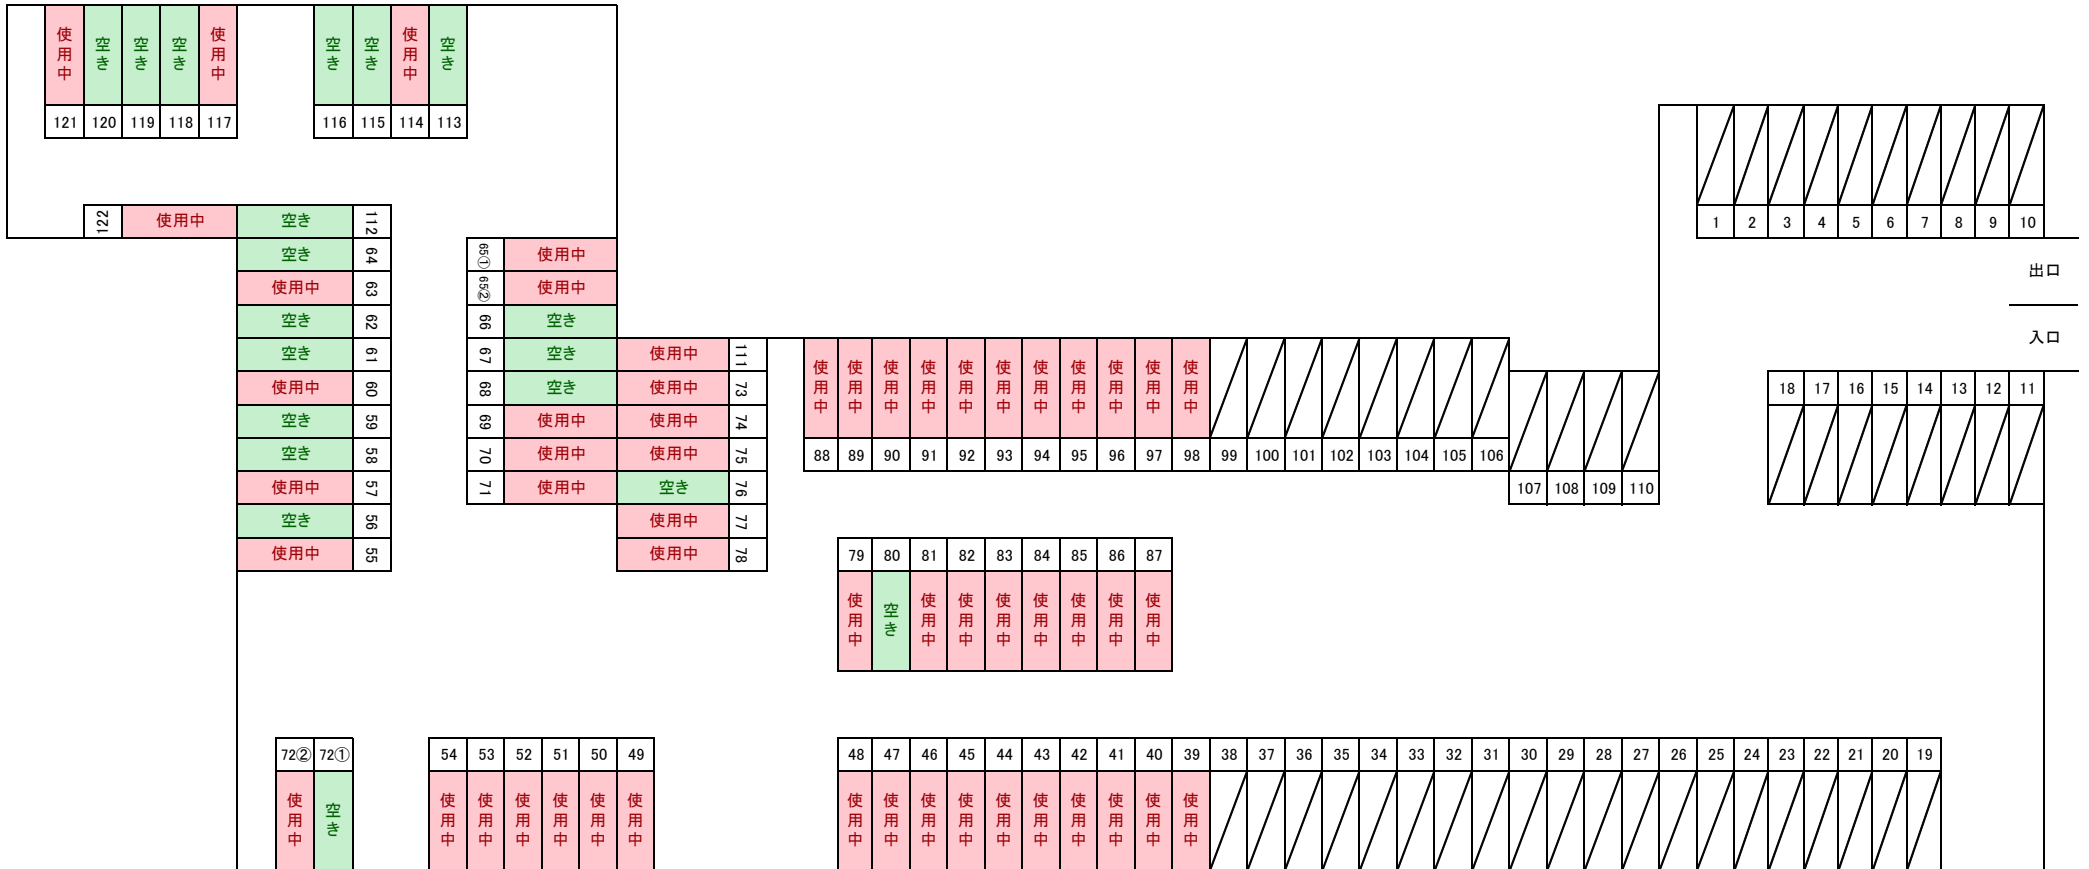 使用中 空き 空き 空き 使用中 空き 空き 使用中 空き
121 120 119 118 117 116 115 114 113
1 2 3 4 5 6 7 8 9 10
122 使用中 空き 112
空き 64
使用中 63
空き 62
空き 61
使用中 60
空き 59
空き 58
使用中 57
空き 56
使用中 55
65① 使用中
65② 使用中
66 空き
67 空き 使用中 111
68 空き 使用中 73
69 使用中 使用中 74
70 使用中 使用中 75
71 使用中 空き 76
使用中 77
使用中 78
出口
入口
使用中 使用中 使用中 使用中 使用中 使用中 使用中 使用中 使用中 使用中 使用中
88 89 90 91 92 93 94 95 96 97 98 99 100 101 102 103 104 105 106
107 108 109 110
18 17 16 15 14 13 12 11
79 80 81 82 83 84 85 86 87
使用中 空き 使用中 使用中 使用中 使用中 使用中 使用中 使用中
72② 72① 54 53 52 51 50 49 48 47 46 45 44 43 42 41 40 39 38 37 36 35 34 33 32 31 30 29 28 27 26 25 24 23 22 21 20 19
使用中 空き 使用中 使用中 使用中 使用中 使用中 使用中 使用中 使用中 使用中 使用中 使用中 使用中 使用中 使用中 使用中 使用中